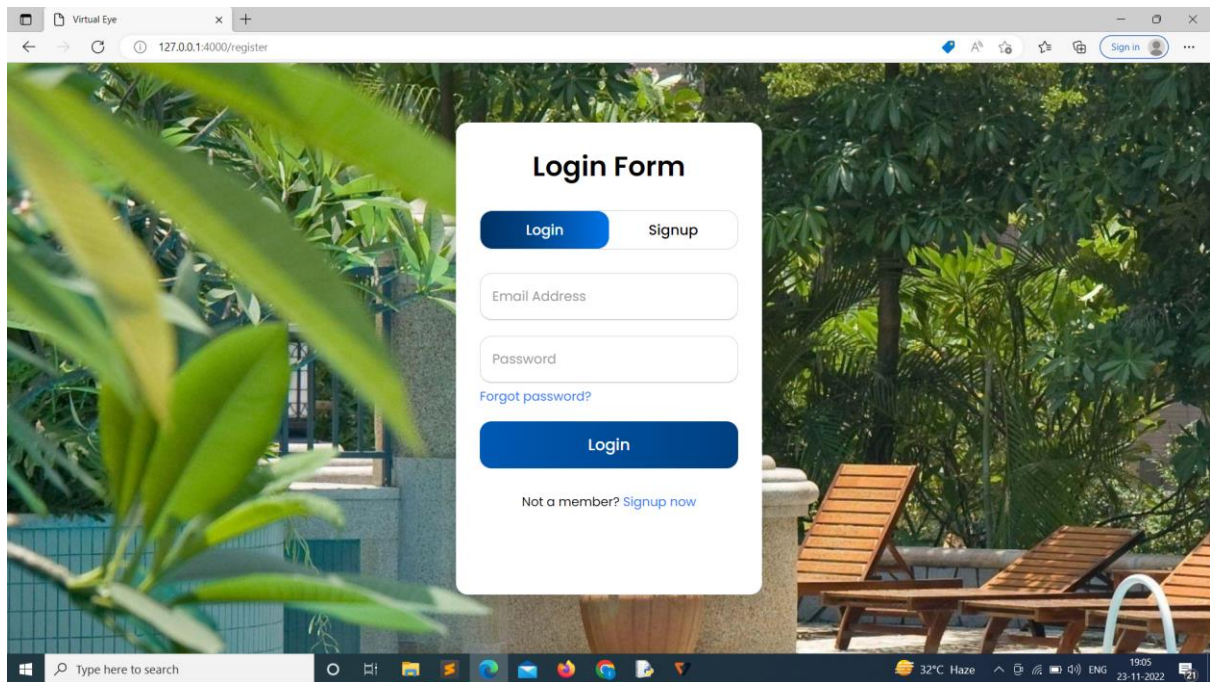 Virtual Eye
127.0.0.1:4000/register
Sign in
Login Form
Login Signup
Email Address
Password
Forgot password?
Login
Not a member? Signup now
Type here to search
32°C Haze
ENG
19:05
23-11-2022
21